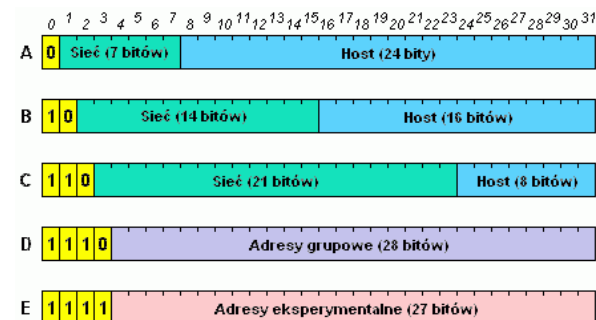 0 1 2 3 4 5 6 7 8 9 10 11 12 13 14 15 16 17 18 19 20 21 22 23 24 25 26 27 28 29 30 31
A 0 Sieć (7 bitów) Host (24 bity)
B 1 0 Sieć (14 bitów) Host (16 bitów)
C 1 1 0 Sieć (21 bitów) Host (8 bitów)
D 1 1 1 0 Adresy grupowe (28 bitów)
E 1 1 1 1 Adresy eksperymentalne (27 bitów)